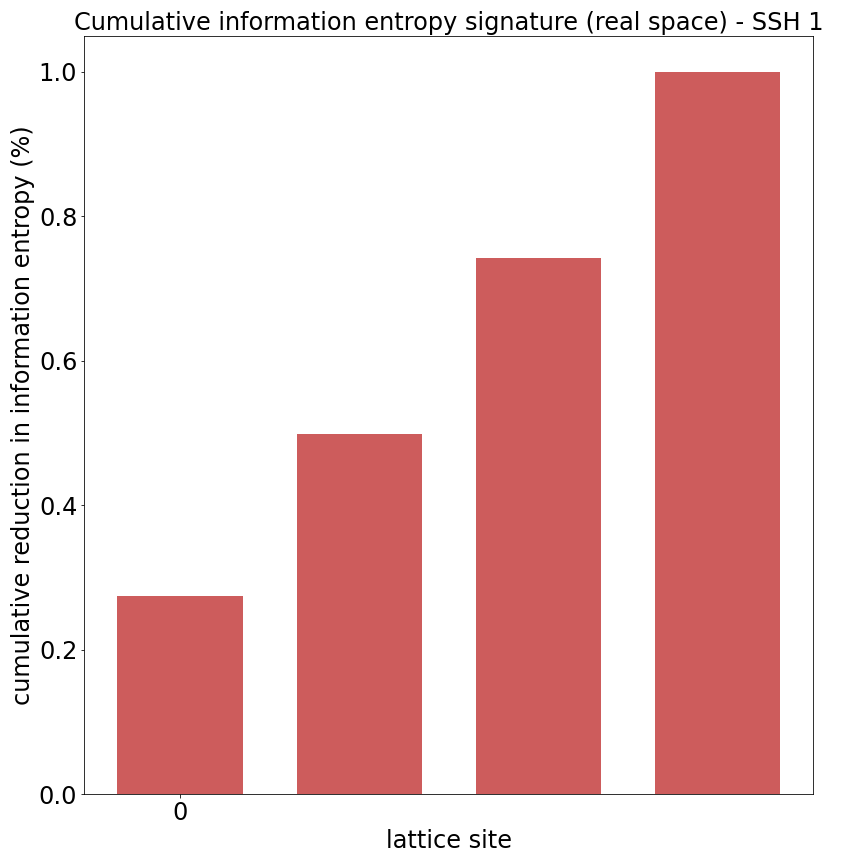 Cumulative information entropy signature (real space) - SSH 1
cumulative reduction in information entropy (%)
1.0
0.8
0.6
0.4
0.2
0.0
0
lattice site